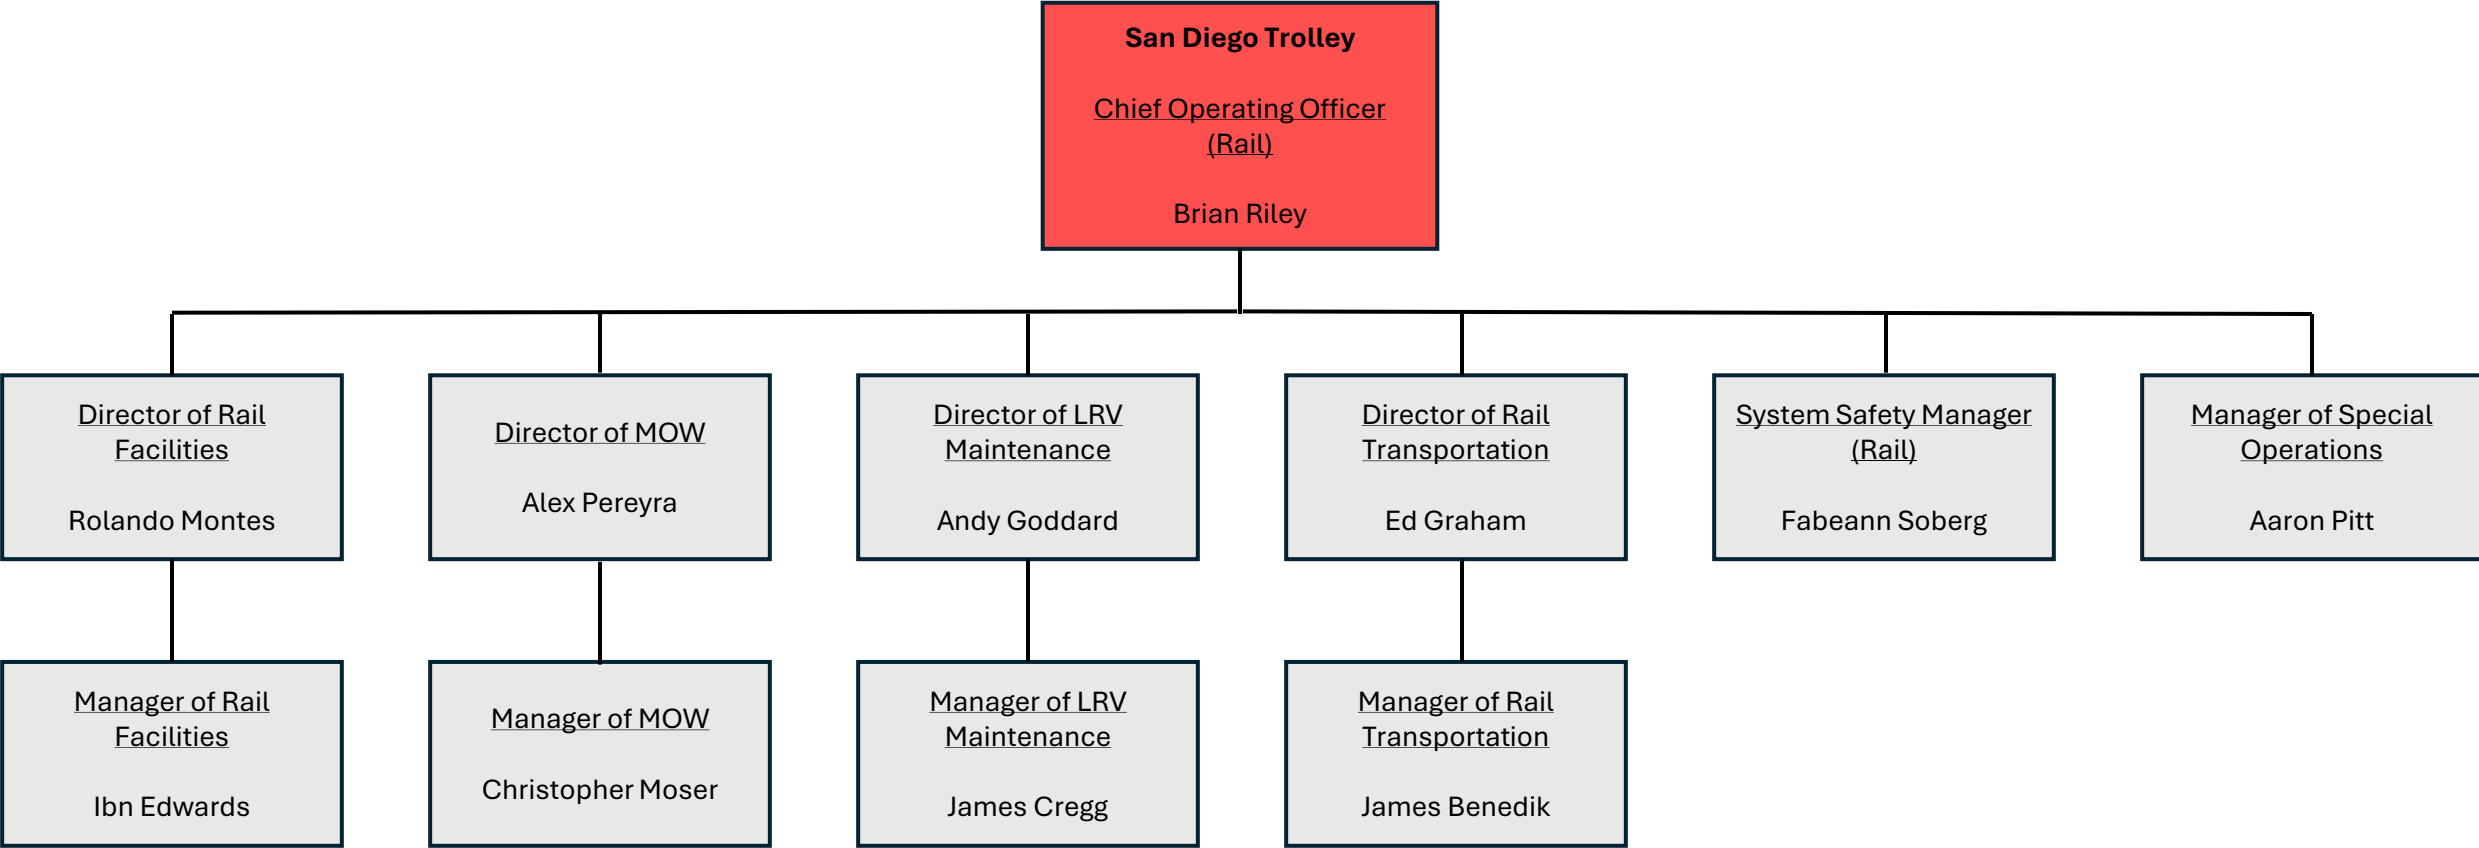 San Diego Trolley
Chief Operating Officer
(Rail)
Brian Riley
Director of Rail
Facilities
Rolando Montes
Director of MOW
Alex Pereyra
Director of LRV
Maintenance
Andy Goddard
Director of Rail
Transportation
Ed Graham
System Safety Manager
(Rail)
Fabeann Soberg
Manager of Special
Operations
Aaron Pitt
Manager of Rail
Facilities
Ibn Edwards
Manager of MOW
Christopher Moser
Manager of LRV
Maintenance
James Cregg
Manager of Rail
Transportation
James Benedik